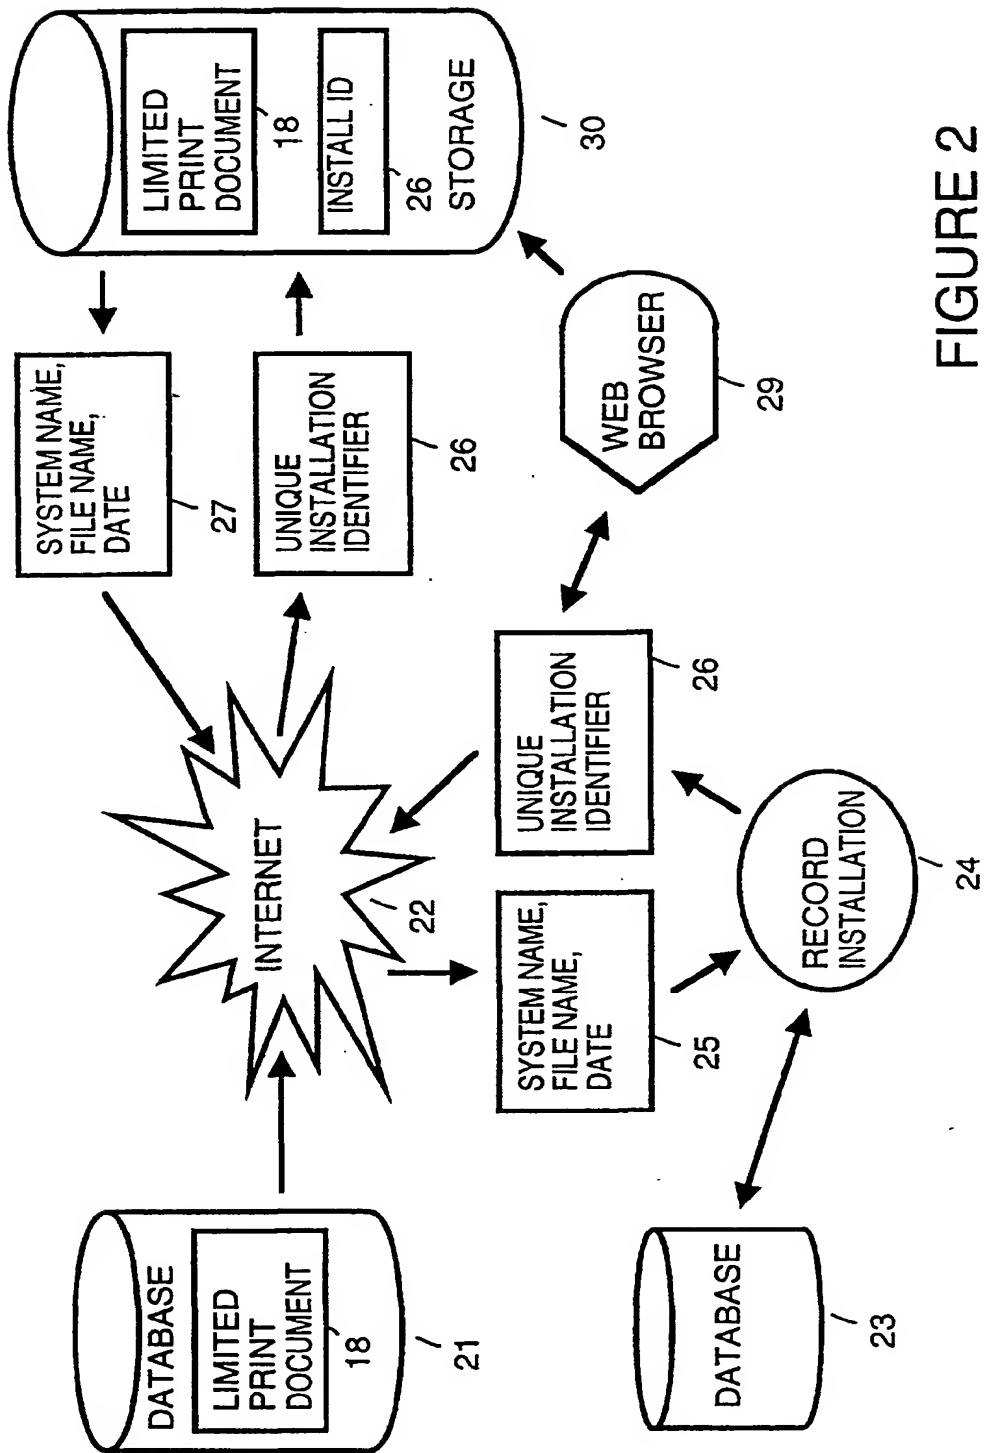 DATABASE
LIMITED
PRINT
DOCUMENT
18
21
INTERNET
22
SYSTEM NAME,
FILE NAME,
DATE
27
UNIQUE
INSTALLATION
IDENTIFIER
26
LIMITED
PRINT
DOCUMENT
18
INSTALL ID
26
STORAGE
30
SYSTEM NAME,
FILE NAME,
DATE
25
UNIQUE
INSTALLATION
IDENTIFIER
26
WEB
BROWSER
29
DATABASE
23
RECORD
INSTALLATION
24
FIGURE 2